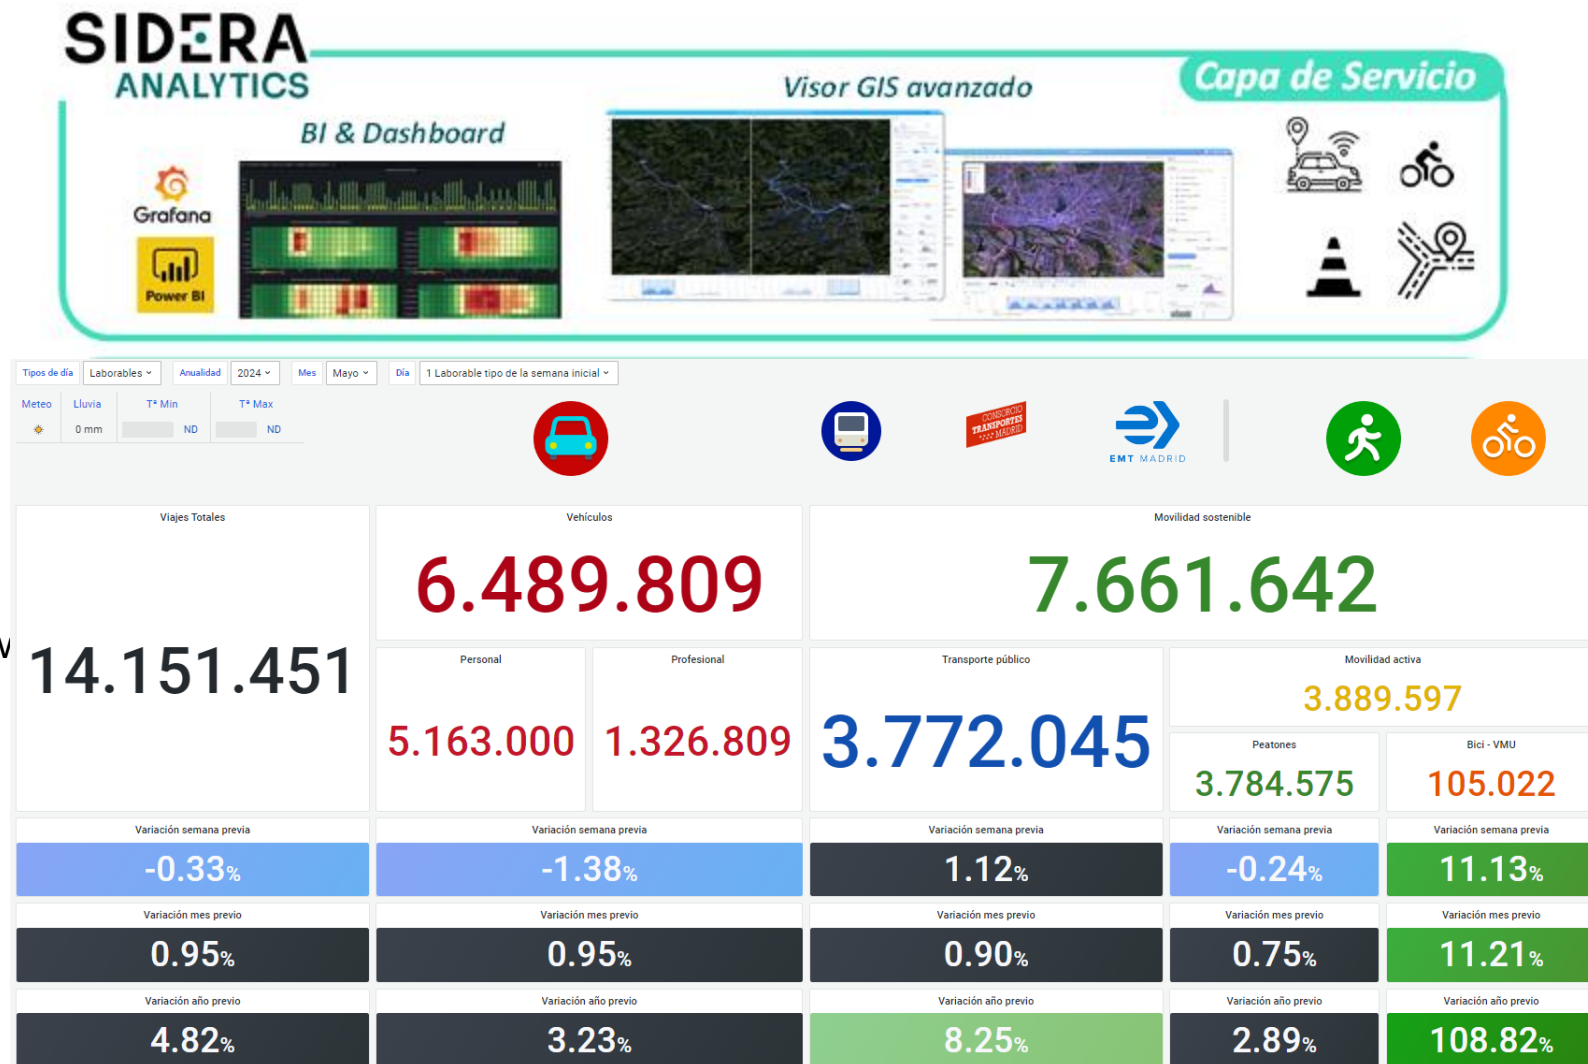 SIDERA
ANALYTICS
Capa de Servicio
Visor GIS avanzado
BI & Dashboard
Grafana
Power BI
Tipos de día Laborables Anualidad 2024 Mes Mayo Día 1 Laborable tipo de la semana inicial
Meteo Lluvia Tª Min Tª Max
0 mm ND ND
CONSORCIO
TRANSPORTES
MADRID
EMT MADRID
Viajes Totales Vehículos Movilidad sostenible
6.489.809 7.661.642
14.151.451
Personal Profesional Transporte público Movilidad activa
3.889.597
5.163.000 1.326.809 3.772.045
Peatones Bici - VMU
3.784.575 105.022
Variación semana previa Variación semana previa Variación semana previa Variación semana previa Variación semana previa
-0.33% -1.38% 1.12% -0.24% 11.13%
Variación mes previo Variación mes previo Variación mes previo Variación mes previo Variación mes previo
0.95% 0.95% 0.90% 0.75% 11.21%
Variación año previo Variación año previo Variación año previo Variación año previo Variación año previo
4.82% 3.23% 8.25% 2.89% 108.82%